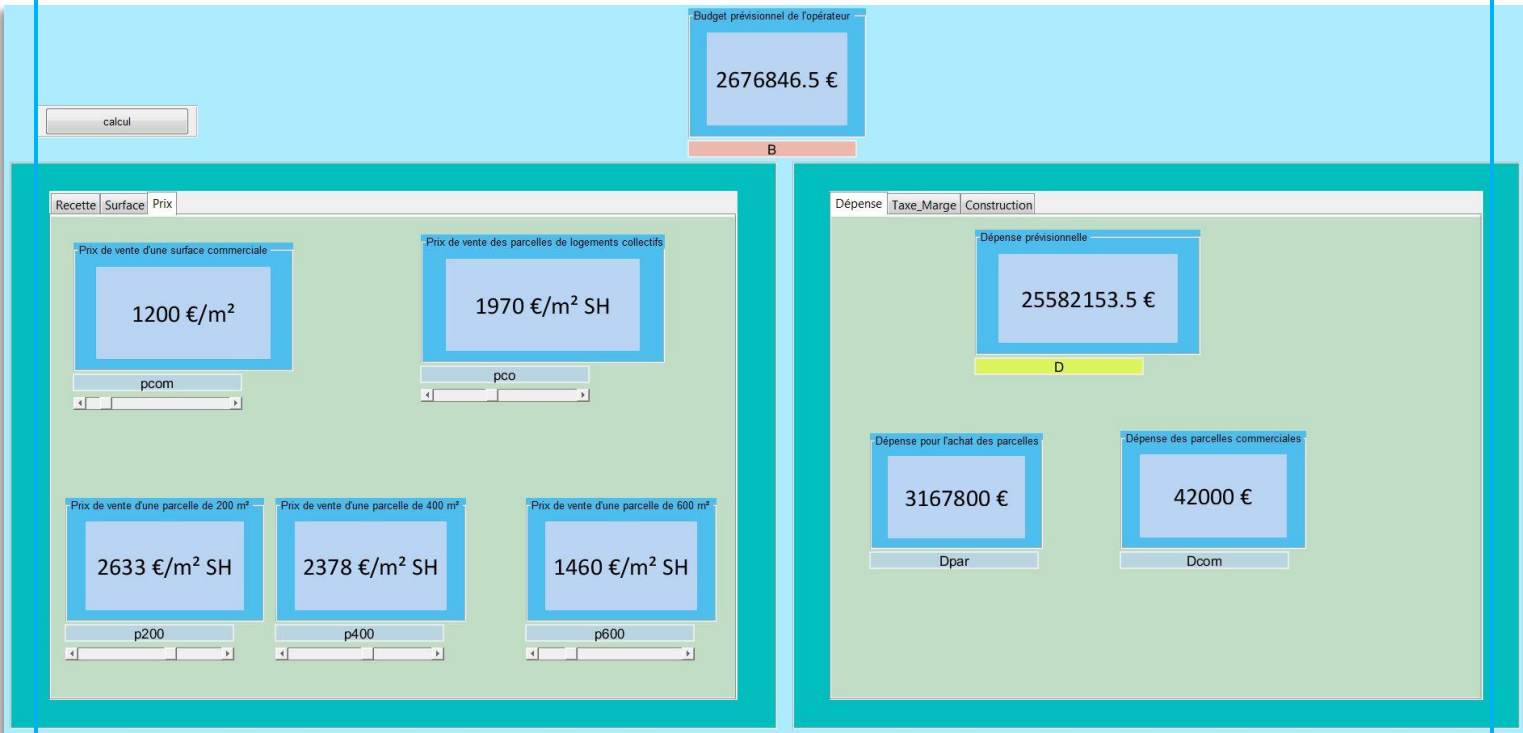 Budget prévisionnel de l'opérateur
2676846.5 €
B
calcul
Recette Surface Prix
Prix de vente d'une surface commerciale
1200 €/m²
pcom
Prix de vente des parcelles de logements collectifs
1970 €/m² SH
pco
Prix de vente d'une parcelle de 200 m²
2633 €/m² SH
p200
Prix de vente d'une parcelle de 400 m²
2378 €/m² SH
p400
Prix de vente d'une parcelle de 600 m²
1460 €/m² SH
p600
Dépense Taxe_Marge Construction
Dépense prévisionnelle
25582153.5 €
D
Dépense pour l'achat des parcelles
3167800 €
Dpar
Dépense des parcelles commerciales
42000 €
Dcom